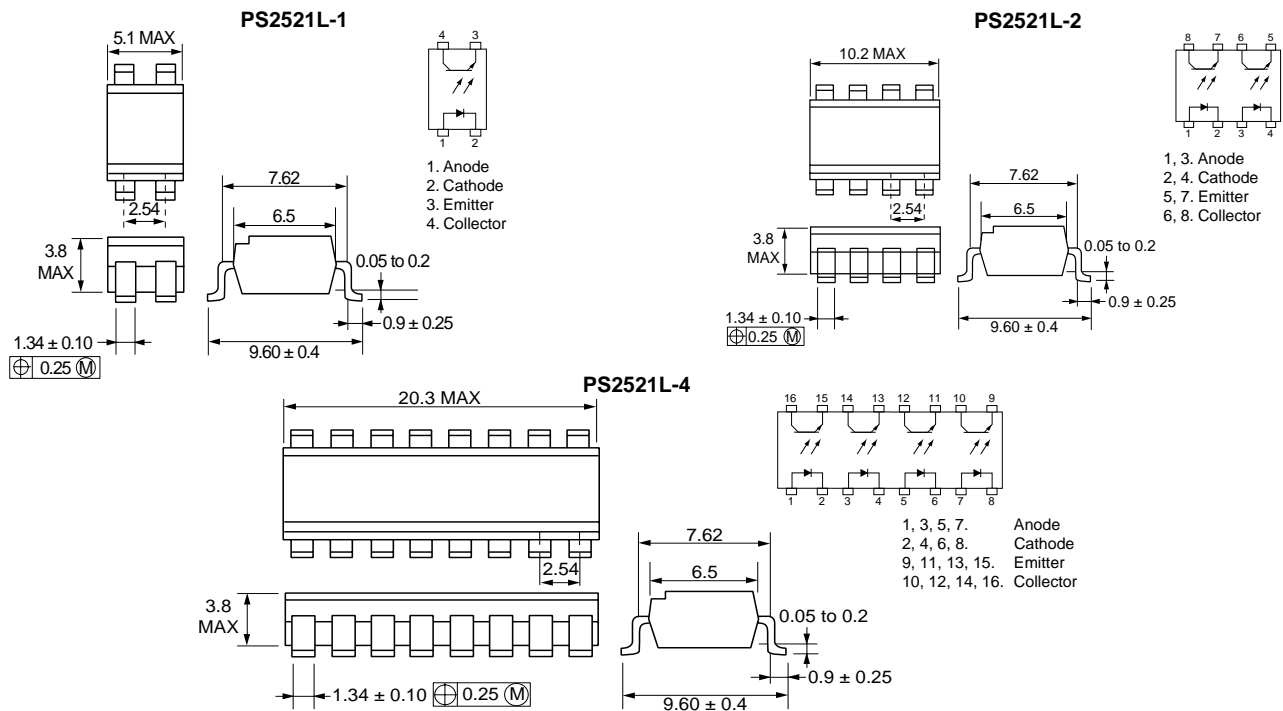 PS2521L-1
5.1 MAX
4 3
1 2
1. Anode
2. Cathode
3. Emitter
4. Collector
2.54
7.62
6.5
3.8
MAX
0.05 to 0.2
1.34 ± 0.10
0.9 ± 0.25
⌖ 0.25 Ⓜ
9.60 ± 0.4
PS2521L-2
10.2 MAX
8 7 6 5
1 2 3 4
1, 3. Anode
2, 4. Cathode
5, 7. Emitter
6, 8. Collector
2.54
7.62
6.5
3.8
MAX
0.05 to 0.2
1.34 ± 0.10
0.9 ± 0.25
⌖ 0.25 Ⓜ
9.60 ± 0.4
PS2521L-4
20.3 MAX
16 15 14 13 12 11 10 9
1 2 3 4 5 6 7 8
1, 3, 5, 7. Anode
2, 4, 6, 8. Cathode
9, 11, 13, 15. Emitter
10, 12, 14, 16. Collector
2.54
7.62
6.5
3.8
MAX
0.05 to 0.2
1.34 ± 0.10 ⌖ 0.25 Ⓜ
0.9 ± 0.25
9.60 ± 0.4